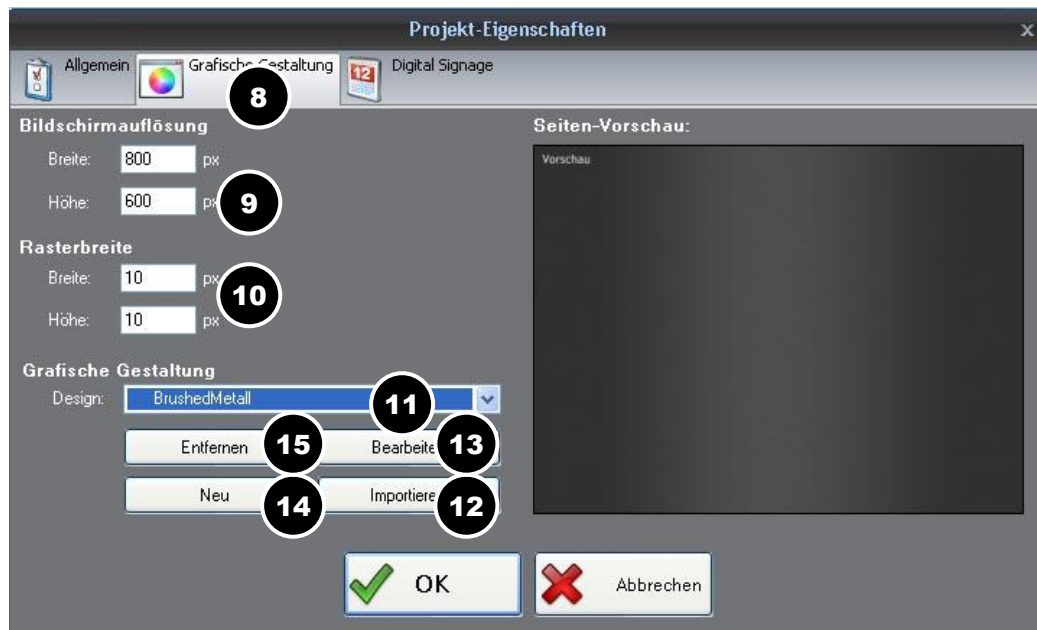 Projekt-Eigenschaften x
Allgemein Grafische Gestaltung Digital Signage
8
Bildschirmauflösung
Breite: 800 px
Höhe: 600 px
9
Rasterbreite
Breite: 10 px
10
Höhe: 10 px
Grafische Gestaltung
Design: BrushedMetall
11
Entfernen 15 Bearbeite 13
Neu 14 Importiere 12
Seiten-Vorschau:
Vorschau
OK Abbrechen